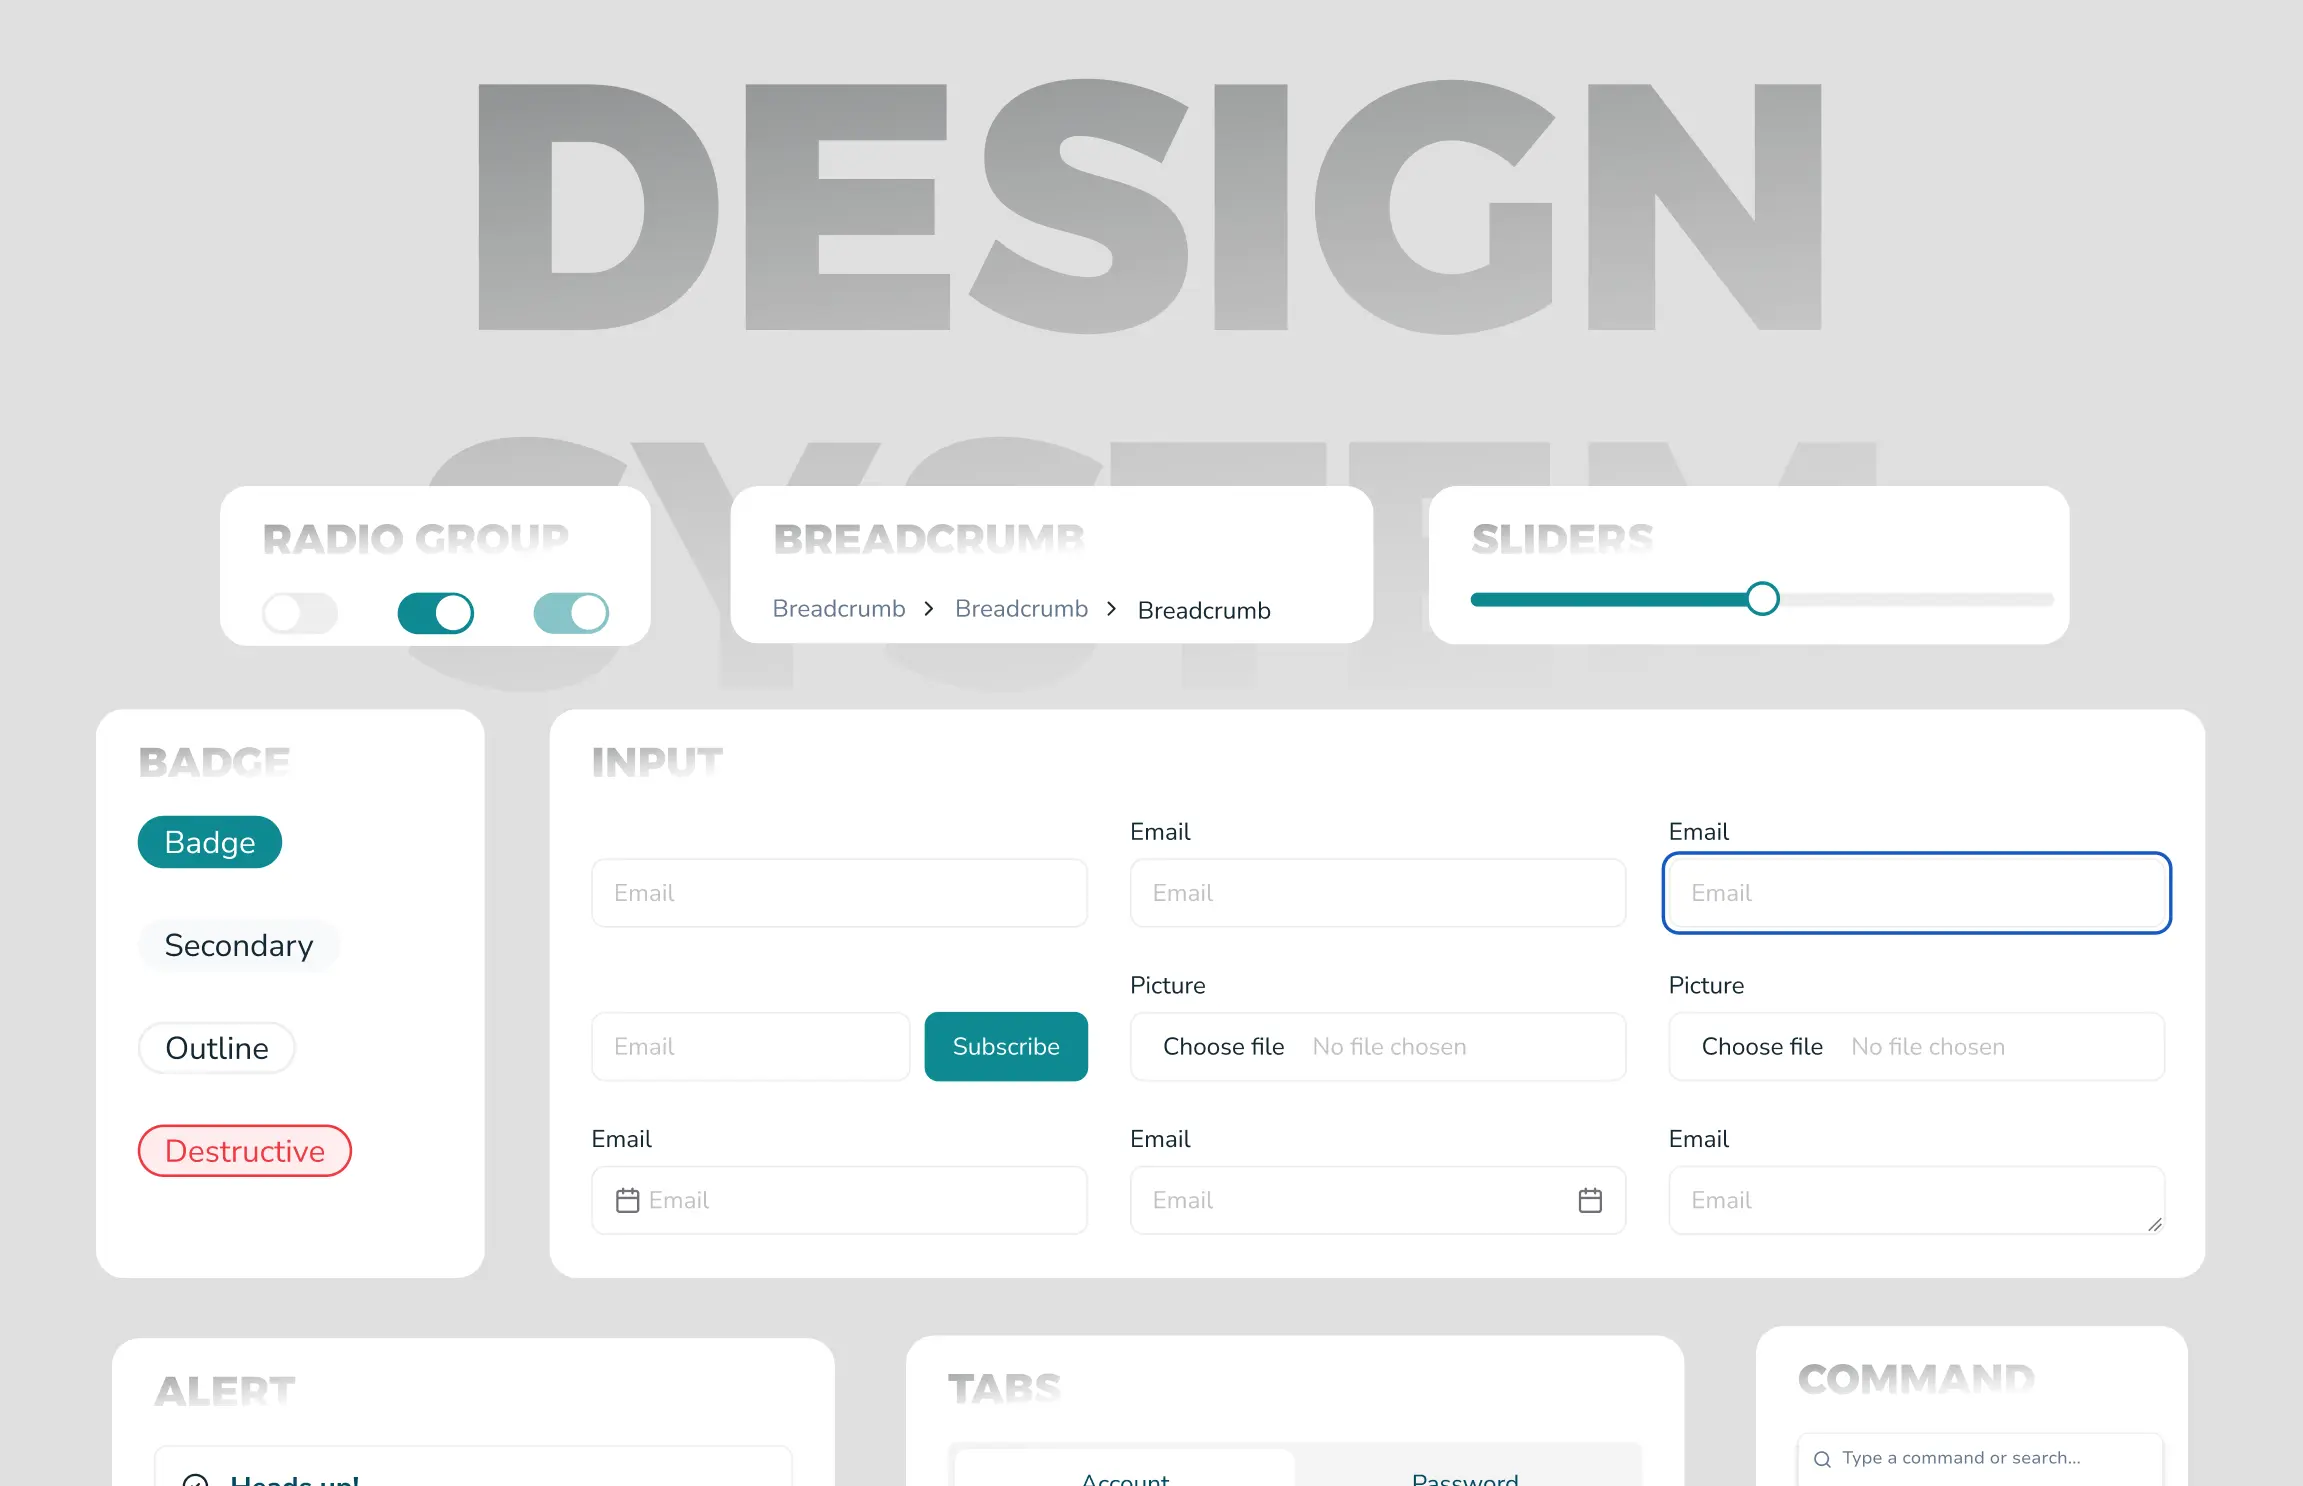 DESIGN
SYSTEM
RADIO GROUP
BREADCRUMB
Breadcrumb > Breadcrumb > Breadcrumb
SLIDERS
BADGE
Badge
Secondary
Outline
Destructive
INPUT
Email
Email
Email
Email
Email
Picture
Picture
Email
Subscribe
Choose file No file chosen
Choose file No file chosen
Email
Email
Email
Email
Email
Email
ALERT
Heads up!
TABS
Account
Password
COMMAND
Type a command or search...